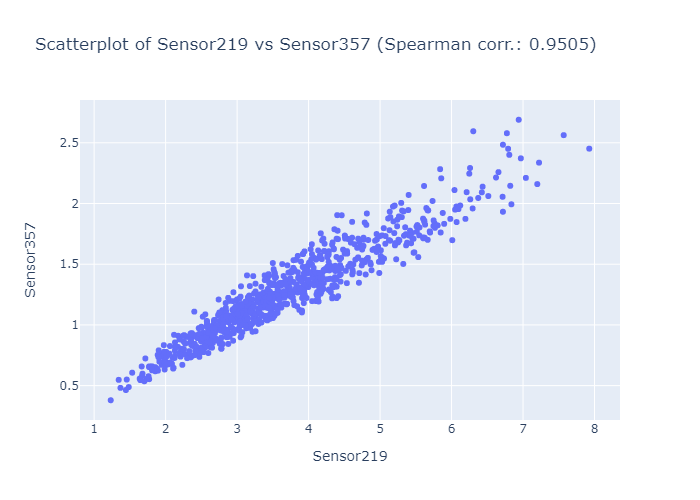 Scatterplot of Sensor219 vs Sensor357 (Spearman corr.: 0.9505)
2.5
2
1.5
1
0.5
Sensor357
1 2 3 4 5 6 7 8
Sensor219